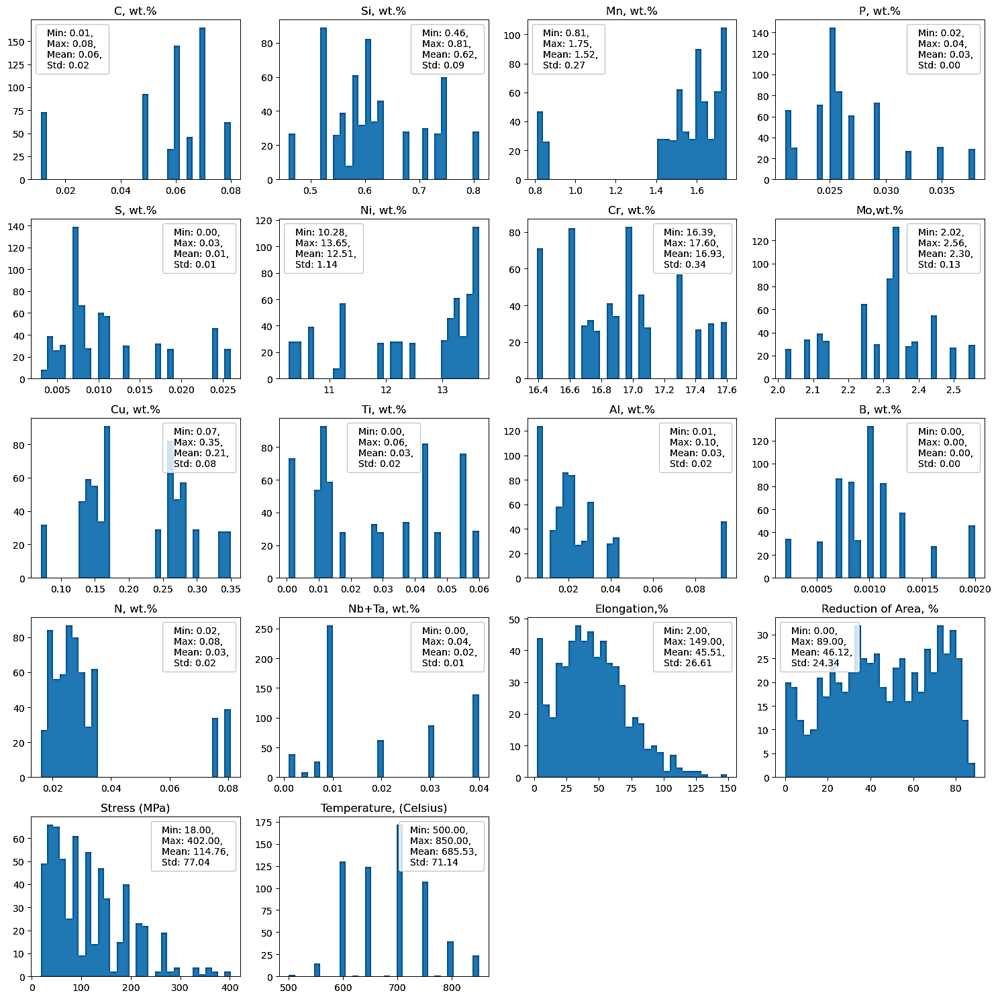 C, wt.%
Min: 0.01,
Max: 0.08,
Mean: 0.06,
Std: 0.02
150
125
100
75
50
25
0
0.02 0.04 0.06 0.08
Si, wt.%
Min: 0.46,
Max: 0.81,
Mean: 0.62,
Std: 0.09
80
60
40
20
0
0.5 0.6 0.7 0.8
Mn, wt.%
Min: 0.81,
Max: 1.75,
Mean: 1.52,
Std: 0.27
100
80
60
40
20
0
0.8 1.0 1.2 1.4 1.6
P, wt.%
Min: 0.02,
Max: 0.04,
Mean: 0.03,
Std: 0.00
140
120
100
80
60
40
20
0
0.025 0.030 0.035
S, wt.%
Min: 0.00,
Max: 0.03,
Mean: 0.01,
Std: 0.01
140
120
100
80
60
40
20
0
0.005 0.010 0.015 0.020 0.025
Ni, wt.%
Min: 10.28,
Max: 13.65,
Mean: 12.51,
Std: 1.14
120
100
80
60
40
20
0
11 12 13
Cr, wt.%
Min: 16.39,
Max: 17.60,
Mean: 16.93,
Std: 0.34
80
60
40
20
0
16.4 16.6 16.8 17.0 17.2 17.4 17.6
Mo,wt.%
Min: 2.02,
Max: 2.56,
Mean: 2.30,
Std: 0.13
120
100
80
60
40
20
0
2.0 2.1 2.2 2.3 2.4 2.5
Cu, wt.%
Min: 0.07,
Max: 0.35,
Mean: 0.21,
Std: 0.08
80
60
40
20
0
0.10 0.15 0.20 0.25 0.30 0.35
Ti, wt.%
Min: 0.00,
Max: 0.06,
Mean: 0.03,
Std: 0.02
80
60
40
20
0
0.00 0.01 0.02 0.03 0.04 0.05 0.06
Al, wt.%
Min: 0.01,
Max: 0.10,
Mean: 0.03,
Std: 0.02
120
100
80
60
40
20
0
0.02 0.04 0.06 0.08
B, wt.%
Min: 0.00,
Max: 0.00,
Mean: 0.00,
Std: 0.00
120
100
80
60
40
20
0
0.0005 0.0010 0.0015 0.0020
N, wt.%
Min: 0.02,
Max: 0.08,
Mean: 0.03,
Std: 0.02
80
60
40
20
0
0.02 0.04 0.06 0.08
Nb+Ta, wt.%
Min: 0.00,
Max: 0.04,
Mean: 0.02,
Std: 0.01
250
200
150
100
50
0
0.00 0.01 0.02 0.03 0.04
Elongation,%
Min: 2.00,
Max: 149.00,
Mean: 45.51,
Std: 26.61
50
40
30
20
10
0
0 25 50 75 100 125 150
Reduction of Area, %
Min: 0.00,
Max: 89.00,
Mean: 46.12,
Std: 24.34
30
25
20
15
10
5
0
0 20 40 60 80
Stress (MPa)
Min: 18.00,
Max: 402.00,
Mean: 114.76,
Std: 77.04
60
50
40
30
20
10
0
0 100 200 300 400
Temperature, (Celsius)
Min: 500.00,
Max: 850.00,
Mean: 685.53,
Std: 71.14
175
150
125
100
75
50
25
0
500 600 700 800